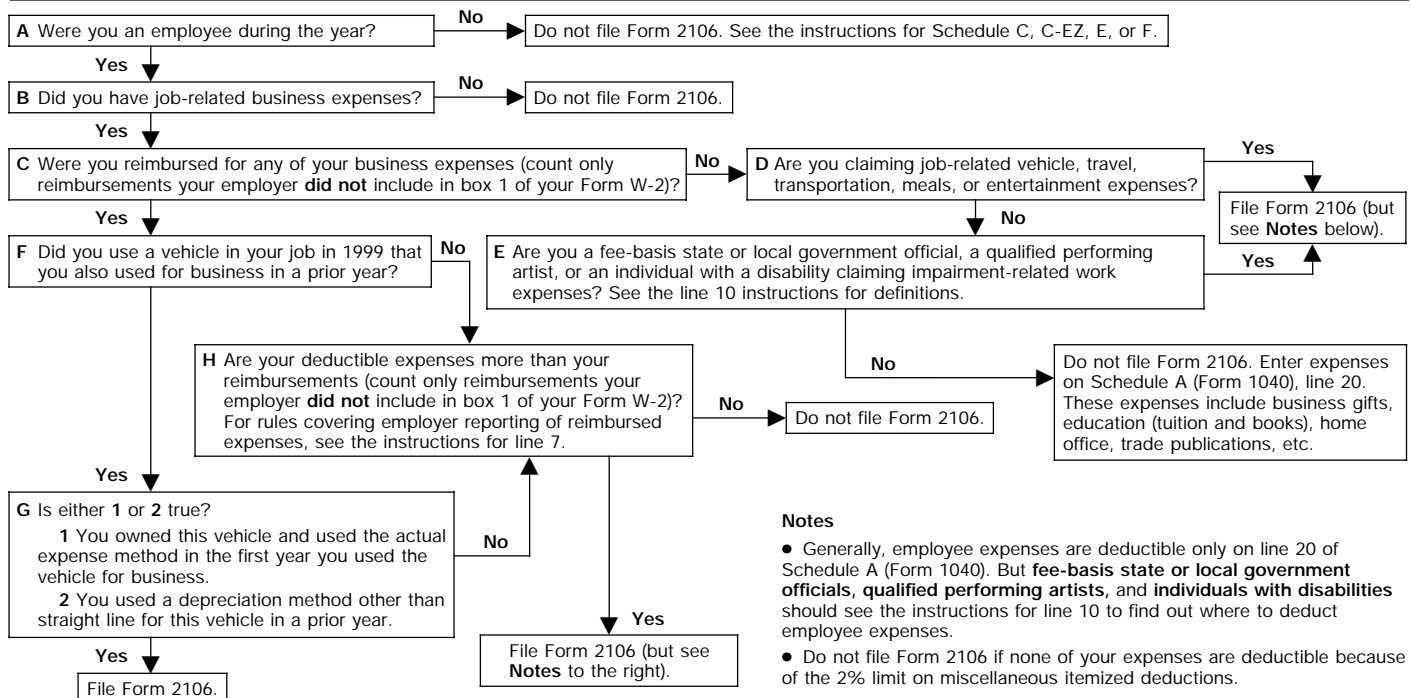 A Were you an employee during the year?
No
Do not file Form 2106. See the instructions for Schedule C, C-EZ, E, or F.
Yes
B Did you have job-related business expenses?
No
Do not file Form 2106.
Yes
C Were you reimbursed for any of your business expenses (count only
reimbursements your employer did not include in box 1 of your Form W-2)?
No
D Are you claiming job-related vehicle, travel,
transportation, meals, or entertainment expenses?
Yes
File Form 2106 (but
see Notes below).
Yes
No
F Did you use a vehicle in your job in 1999 that
you also used for business in a prior year?
No
E Are you a fee-basis state or local government official, a qualified performing
artist, or an individual with a disability claiming impairment-related work
expenses? See the line 10 instructions for definitions.
Yes
H Are your deductible expenses more than your
reimbursements (count only reimbursements your
employer did not include in box 1 of your Form W-2)?
For rules covering employer reporting of reimbursed
expenses, see the instructions for line 7.
No
Do not file Form 2106.
No
Do not file Form 2106. Enter expenses
on Schedule A (Form 1040), line 20.
These expenses include business gifts,
education (tuition and books), home
office, trade publications, etc.
Yes
G Is either 1 or 2 true?
1 You owned this vehicle and used the actual
expense method in the first year you used the
vehicle for business.
2 You used a depreciation method other than
straight line for this vehicle in a prior year.
No
Yes
File Form 2106.
Yes
File Form 2106 (but see
Notes to the right).
Notes
● Generally, employee expenses are deductible only on line 20 of
Schedule A (Form 1040). But fee-basis state or local government
officials, qualified performing artists, and individuals with disabilities
should see the instructions for line 10 to find out where to deduct
employee expenses.
● Do not file Form 2106 if none of your expenses are deductible because
of the 2% limit on miscellaneous itemized deductions.